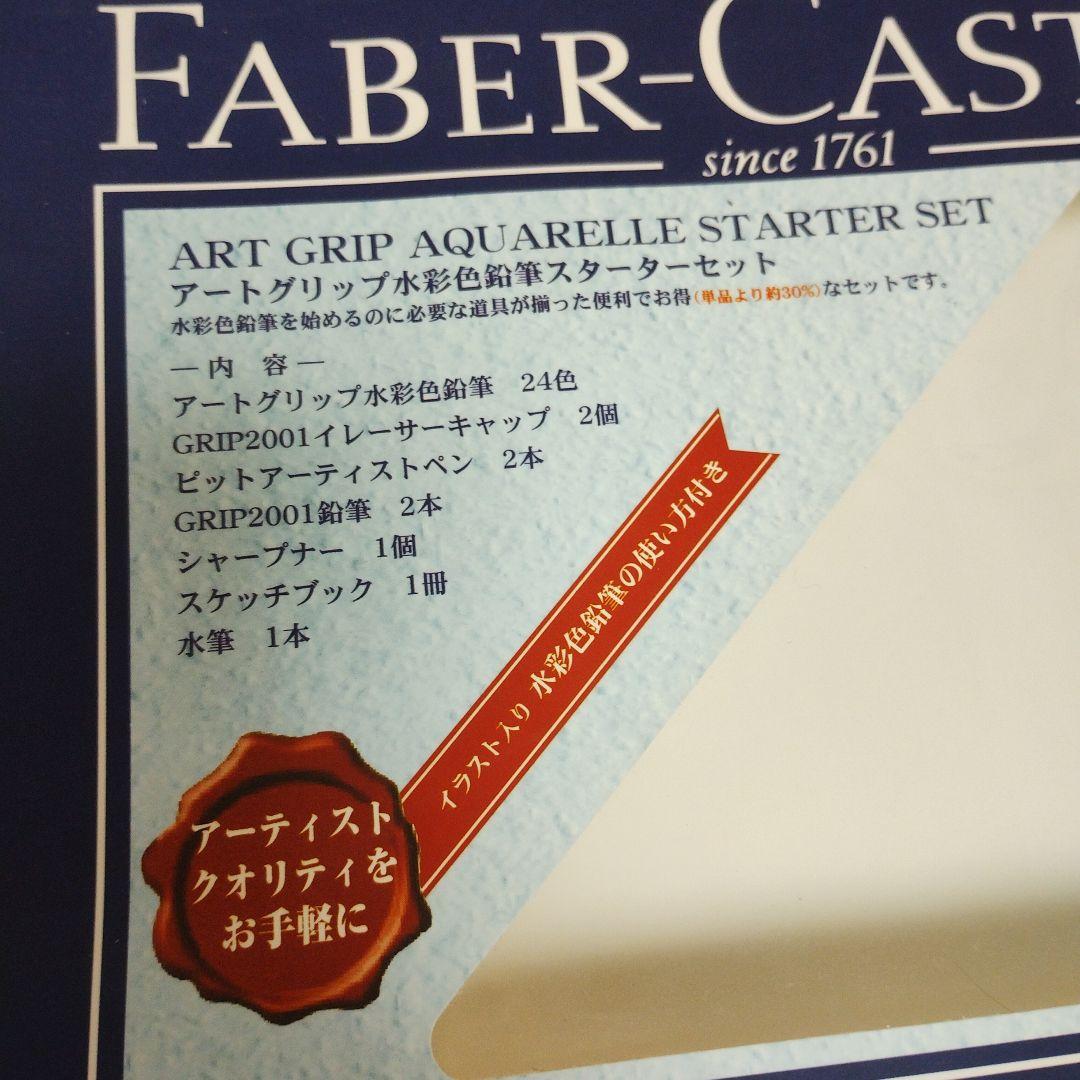 FABER-CAST
since 1761
ART GRIP AQUARELLE STARTER SET
アートグリップ水彩色鉛筆スターターセット
水彩色鉛筆を始めるのに必要な道具が揃った便利でお得(単品より約30%)なセットです。
― 内　容 ―
アートグリップ水彩色鉛筆　24色
GRIP2001イレーサーキャップ　2個
ピットアーティストペン　2本
GRIP2001鉛筆　2本
シャープナー　1個
スケッチブック　1冊
水筆　1本
イラスト入り 水彩色鉛筆の使い方付き
アーティスト
クオリティを
お手軽に